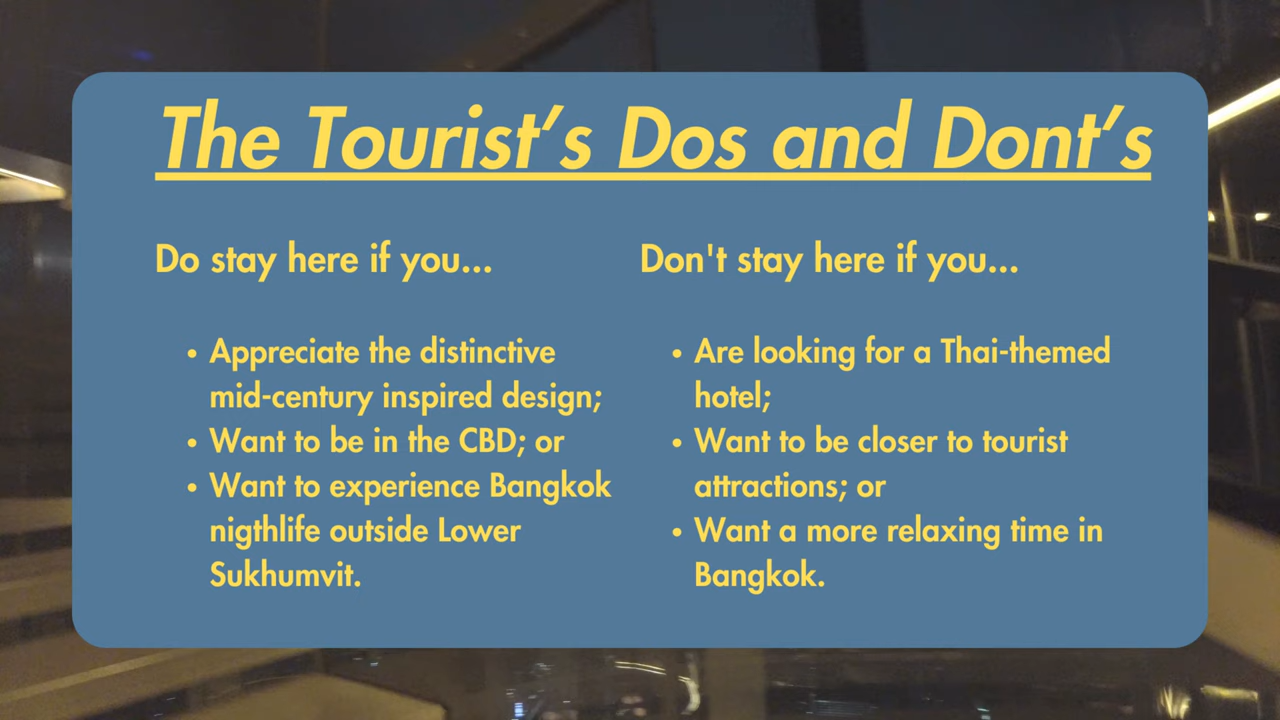 The Tourist’s Dos and Dont’s
Do stay here if you...
• Appreciate the distinctive
mid-century inspired design;
• Want to be in the CBD; or
• Want to experience Bangkok
nigthlife outside Lower
Sukhumvit.
Don't stay here if you...
• Are looking for a Thai-themed
hotel;
• Want to be closer to tourist
attractions; or
• Want a more relaxing time in
Bangkok.